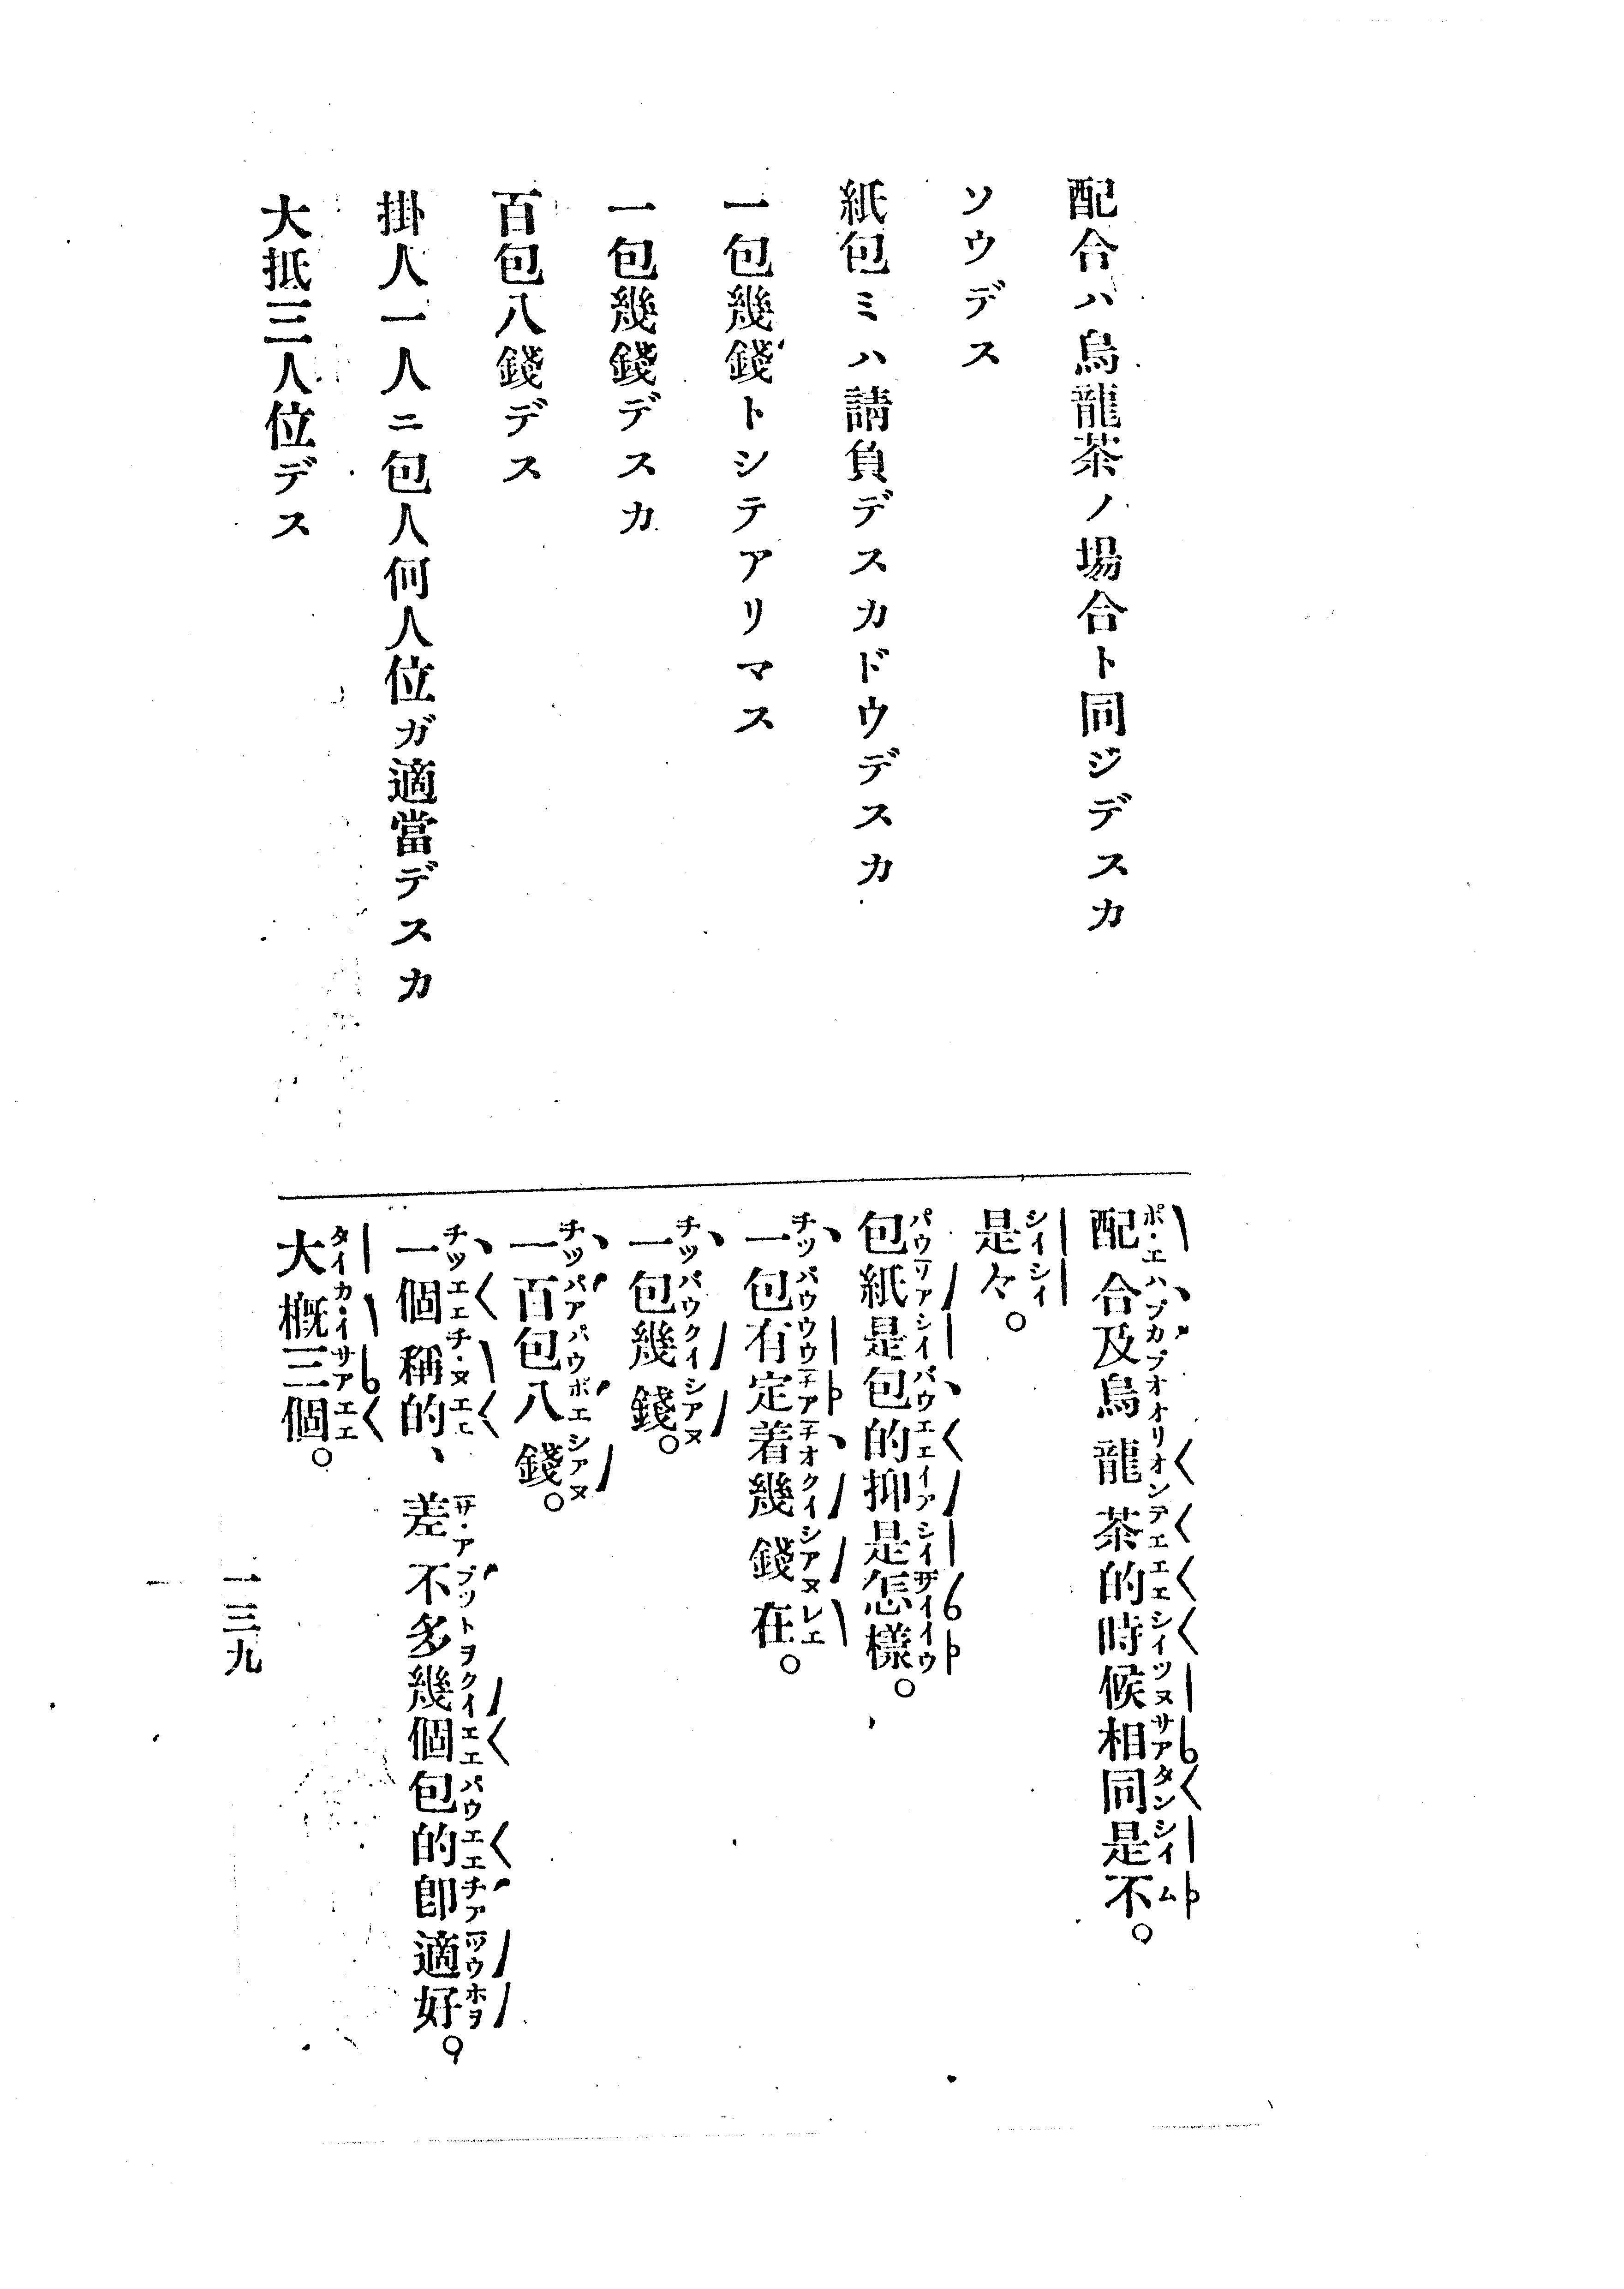 配合ハ烏龍茶ノ場合ト同ジデスカ
ソウデス
紙包ミハ請負デスカドウデスカ
一包幾錢トシテアリマス
一包幾錢デスカ
百包八錢デス
掛人一人ニ包人何人位ガ適當デスカ
大抵三人位デス
配合及烏龍茶的時候相同是不。
是々。
包紙是包的抑是怎樣。
一包有定着幾錢在。
一包幾錢。
一百包八錢。
一個稱的、差不多幾個包的卽適好。
大概三個。
一三九